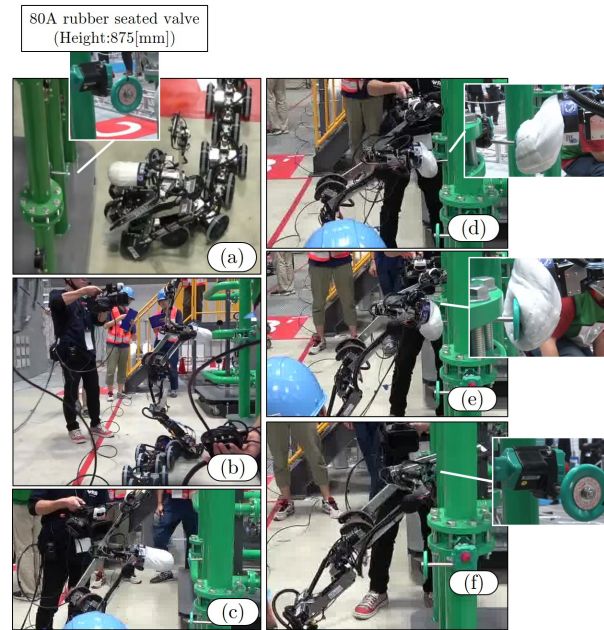 80A rubber seated valve
(Height:875[mm])
(a)
(d)
(b)
(e)
(c)
(f)